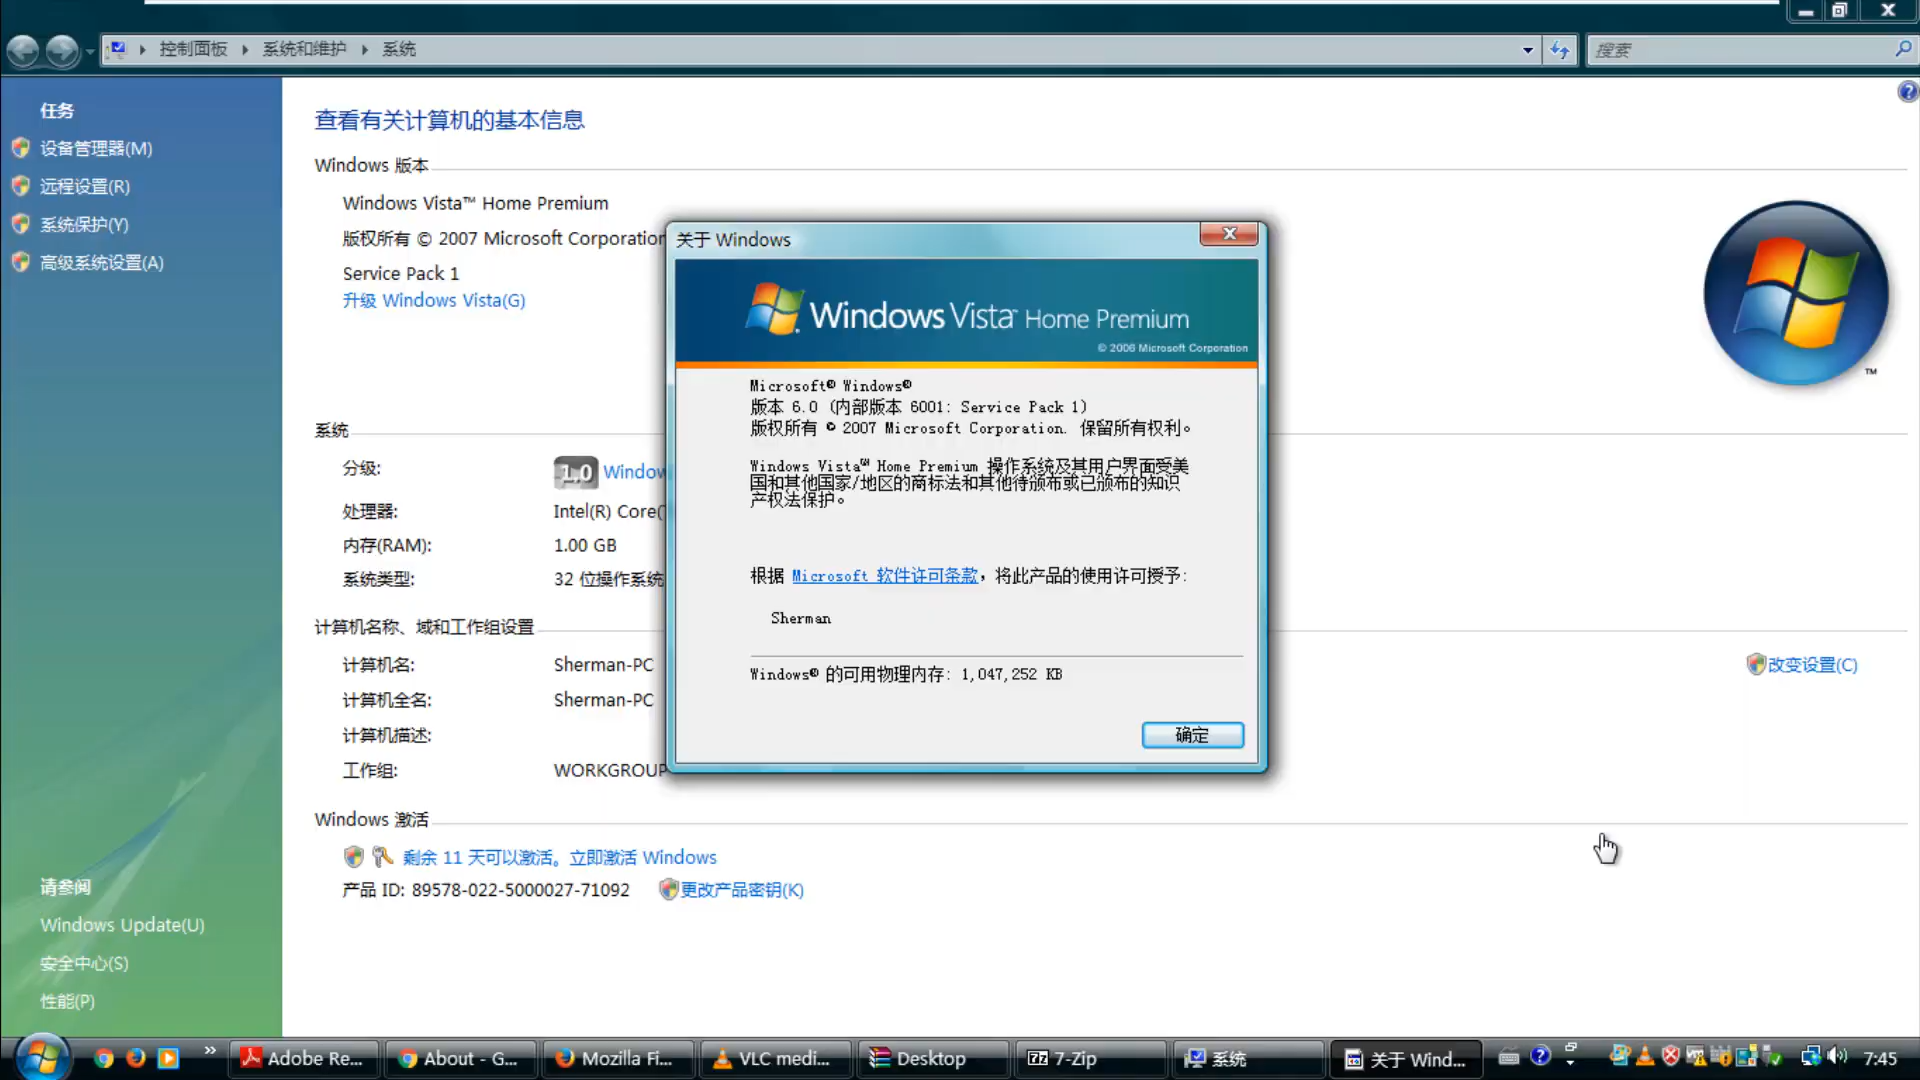 控制面板 ▸ 系统和维护 ▸ 系统
搜索
任务
设备管理器(M)
远程设置(R)
系统保护(Y)
高级系统设置(A)
请参阅
Windows Update(U)
安全中心(S)
性能(P)
查看有关计算机的基本信息
Windows 版本
Windows Vista™ Home Premium
版权所有 © 2007 Microsoft Corporation
Service Pack 1
升级 Windows Vista(G)
系统
分级:
1.0 Window
处理器:
Intel(R) Core(
内存(RAM):
1.00 GB
系统类型:
32 位操作系统
计算机名称、域和工作组设置
计算机名:
Sherman-PC
改变设置(C)
计算机全名:
Sherman-PC
计算机描述:
工作组:
WORKGROUP
Windows 激活
剩余 11 天可以激活。立即激活 Windows
产品 ID: 89578-022-5000027-71092
更改产品密钥(K)
TM
关于 Windows
Windows Vista™ Home Premium
© 2006 Microsoft Corporation
Microsoft® Windows®
版本 6.0 (内部版本 6001: Service Pack 1)
版权所有 © 2007 Microsoft Corporation. 保留所有权利。
Windows Vista™ Home Premium 操作系统及其用户界面受美
国和其他国家/地区的商标法和其他待颁布或已颁布的知识
产权法保护。
根据 Microsoft 软件许可条款，将此产品的使用许可授予:
Sherman
Windows® 的可用物理内存: 1,047,252 KB
确定
Adobe Re...
About - G...
Mozilla Fi...
VLC medi...
Desktop
7z 7-Zip
系统
关于 Wind...
7:45